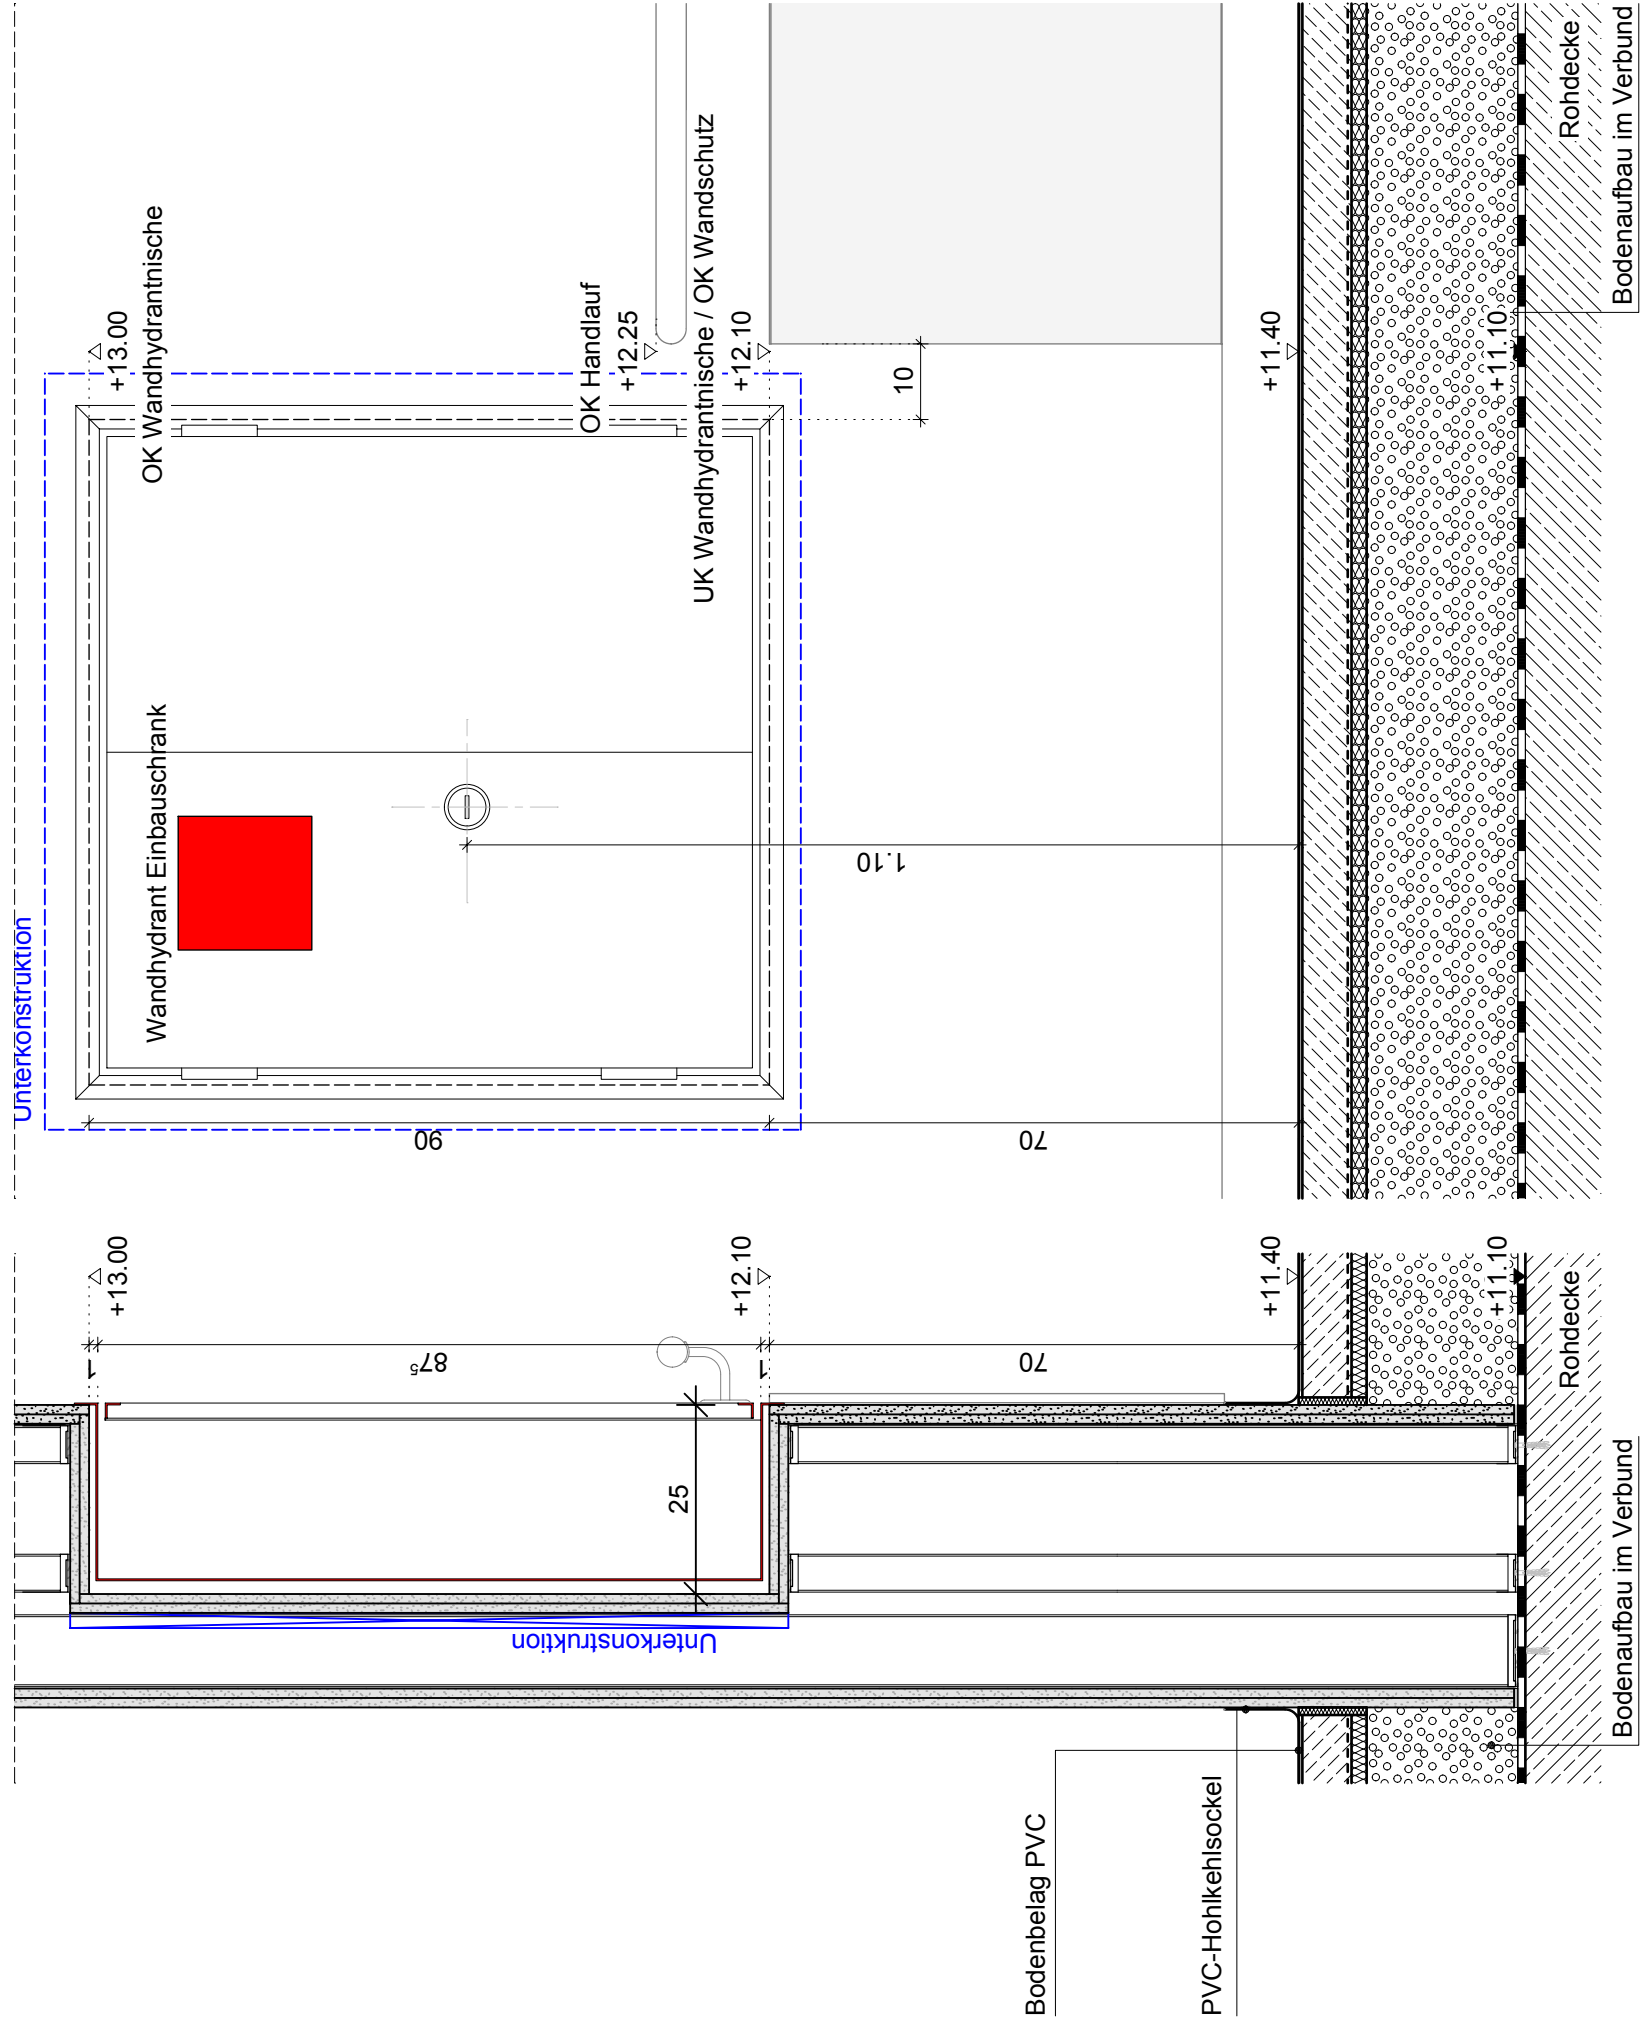 Unterkonstruktion
+13.00
OK Wandhydrantnische
Wandhydrant Einbauschrank
OK Handlauf
+12.25
UK Wandhydrantnische / OK Wandschutz
+12.10
10
1.10
90
70
+11.40
+11.10
Rohdecke
Bodenaufbau im Verbund
+13.00
1
87⁵
1
+12.10
70
25
Unterkonstruktion
+11.40
+11.10
Rohdecke
Bodenaufbau im Verbund
Bodenbelag PVC
PVC-Hohlkehlsockel